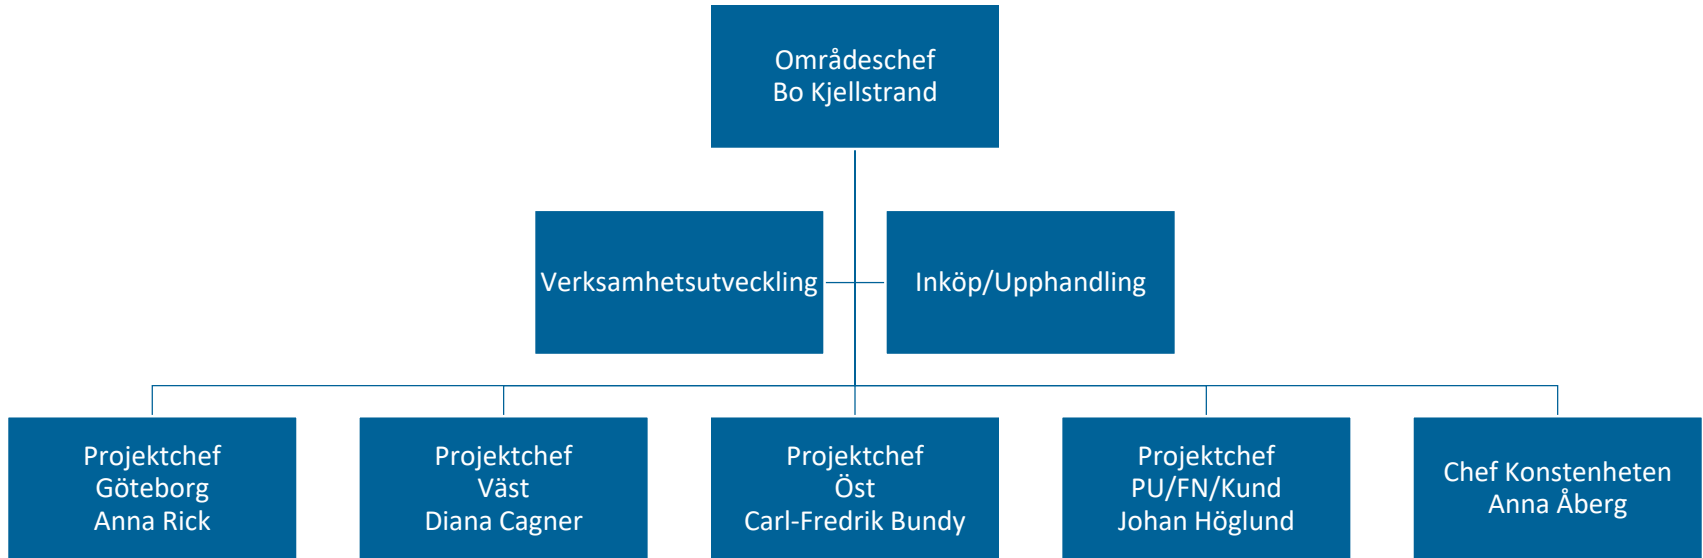 Områdeschef
Bo Kjellstrand
Verksamhetsutveckling
Inköp/Upphandling
Projektchef
Göteborg
Anna Rick
Projektchef
Väst
Diana Cagner
Projektchef
Öst
Carl-Fredrik Bundy
Projektchef
PU/FN/Kund
Johan Höglund
Chef Konstenheten
Anna Åberg